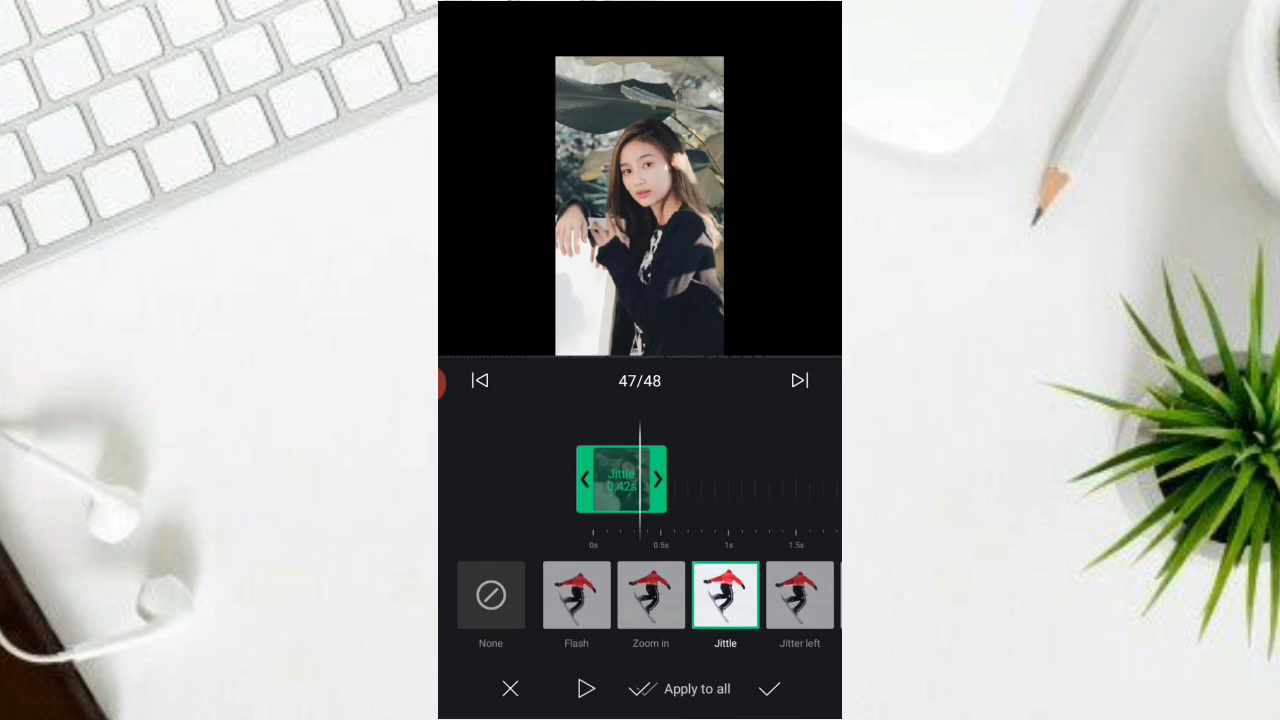 47/48
Jittle
0.42s
0s 0.5s 1s 1.5s
None Flash Zoom in Jittle Jitter left
Apply to all